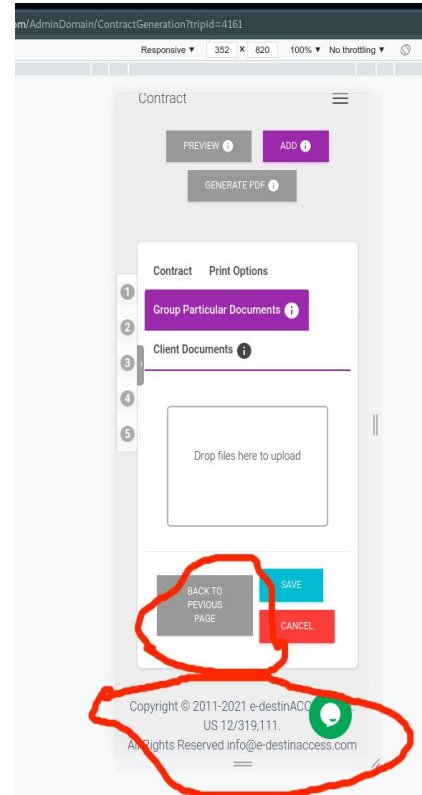 om/AdminDomain/ContractGeneration?tripId=4161
Responsive ▼ 352 × 820 100% ▼ No throttling ▼
Contract
PREVIEW i ADD i
GENERATE PDF i
Contract Print Options
1
Group Particular Documents i
2
Client Documents i
3
4
5
Drop files here to upload
BACK TO
PEVIOUS
PAGE
SAVE
CANCEL
Copyright © 2011-2021 e-destinACC
US 12/319,111.
All Rights Reserved info@e-destinaccess.com